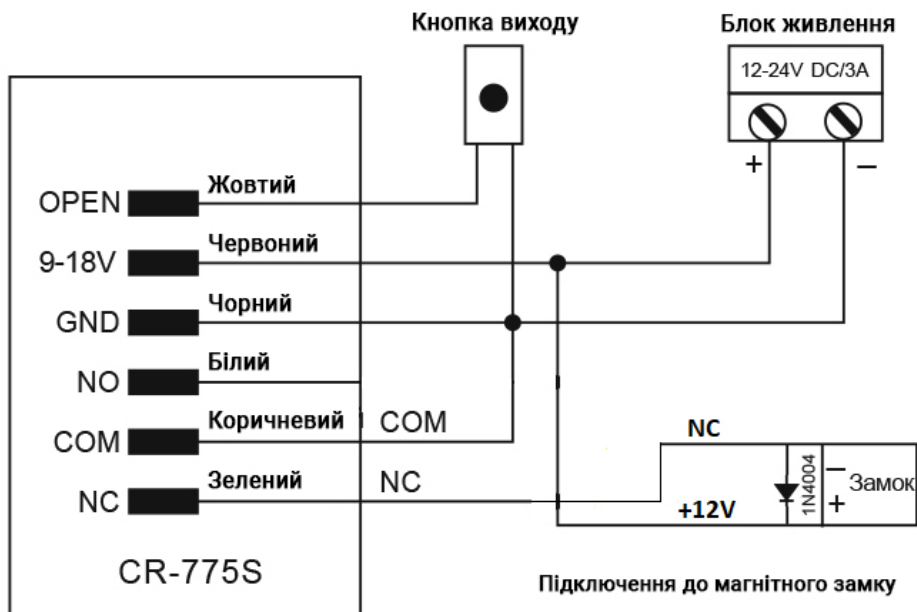 Кнопка виходу
Блок живлення
12-24V DC/3A
+ −
OPEN Жовтий
9-18V Червоний
GND Чорний
NO Білий
COM Коричневий COM
NC Зелений NC
NC
+12V
1N4004
− Замок
+
CR-775S
Підключення до магнітного замку